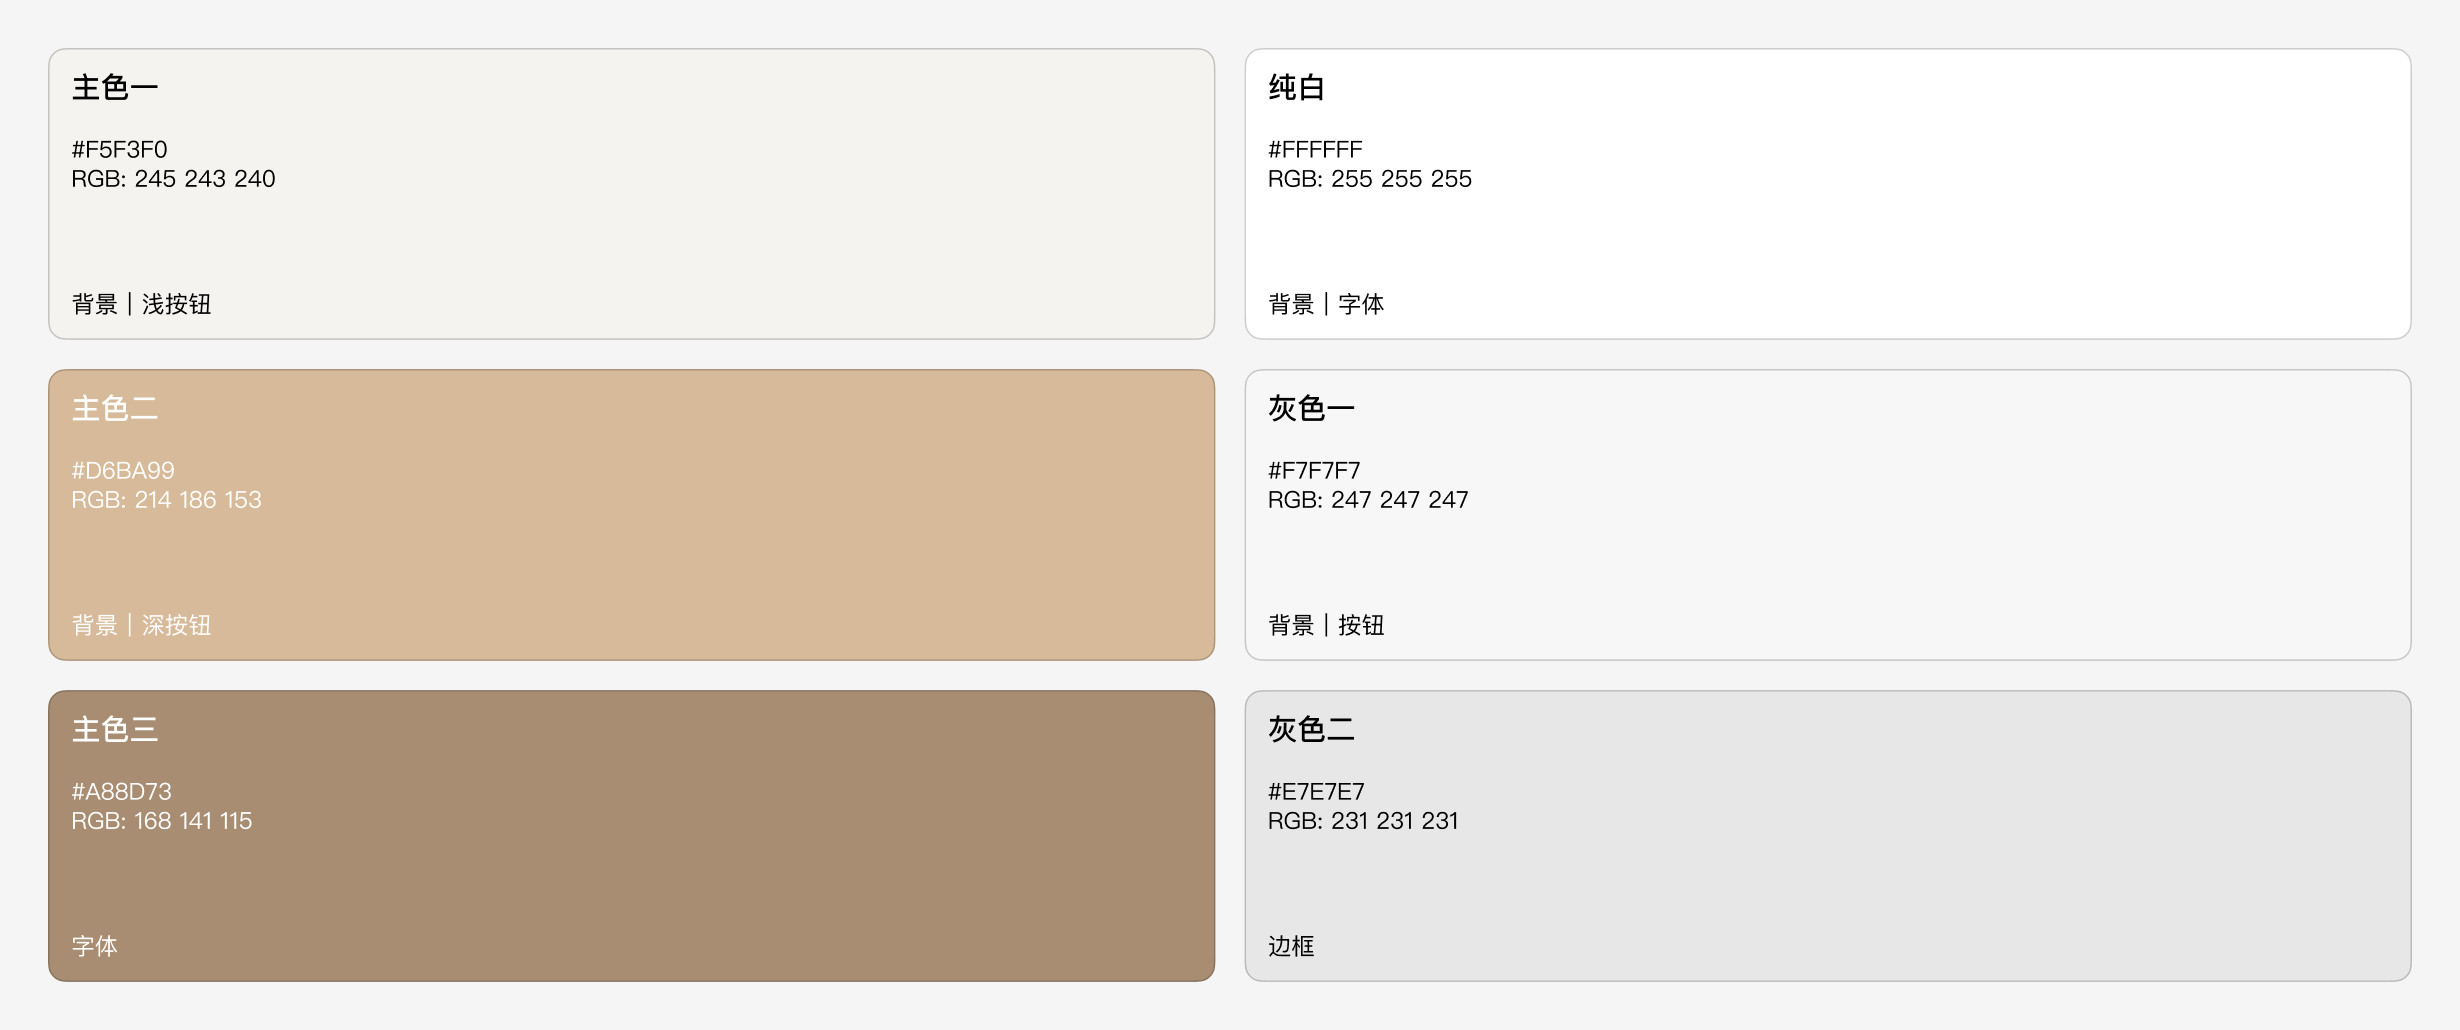 主色一
#F5F3F0
RGB: 245 243 240
背景｜浅按钮
纯白
#FFFFFF
RGB: 255 255 255
背景｜字体
主色二
#D6BA99
RGB: 214 186 153
背景｜深按钮
灰色一
#F7F7F7
RGB: 247 247 247
背景｜按钮
主色三
#A88D73
RGB: 168 141 115
字体
灰色二
#E7E7E7
RGB: 231 231 231
边框